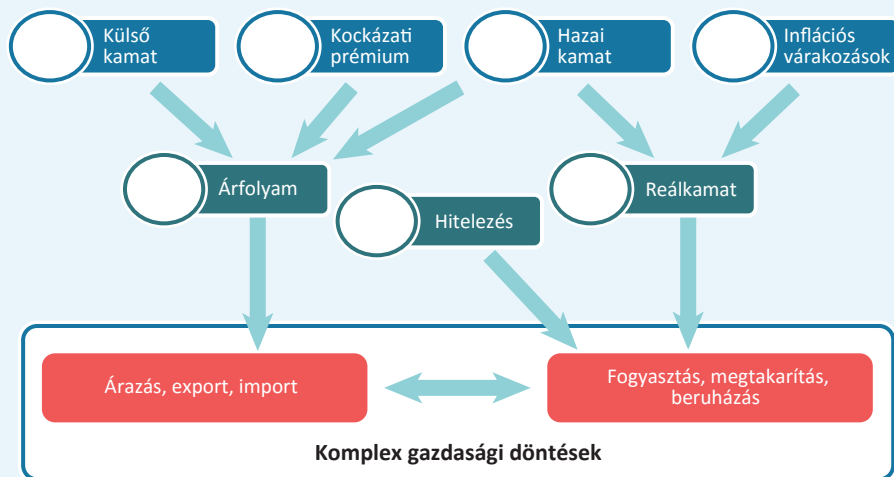 Külső
kamat
Kockázati
prémium
Hazai
kamat
Inflációs
várakozások
Árfolyam
Hitelezés
Reálkamat
Árazás, export, import
Fogyasztás, megtakarítás,
beruházás
Komplex gazdasági döntések